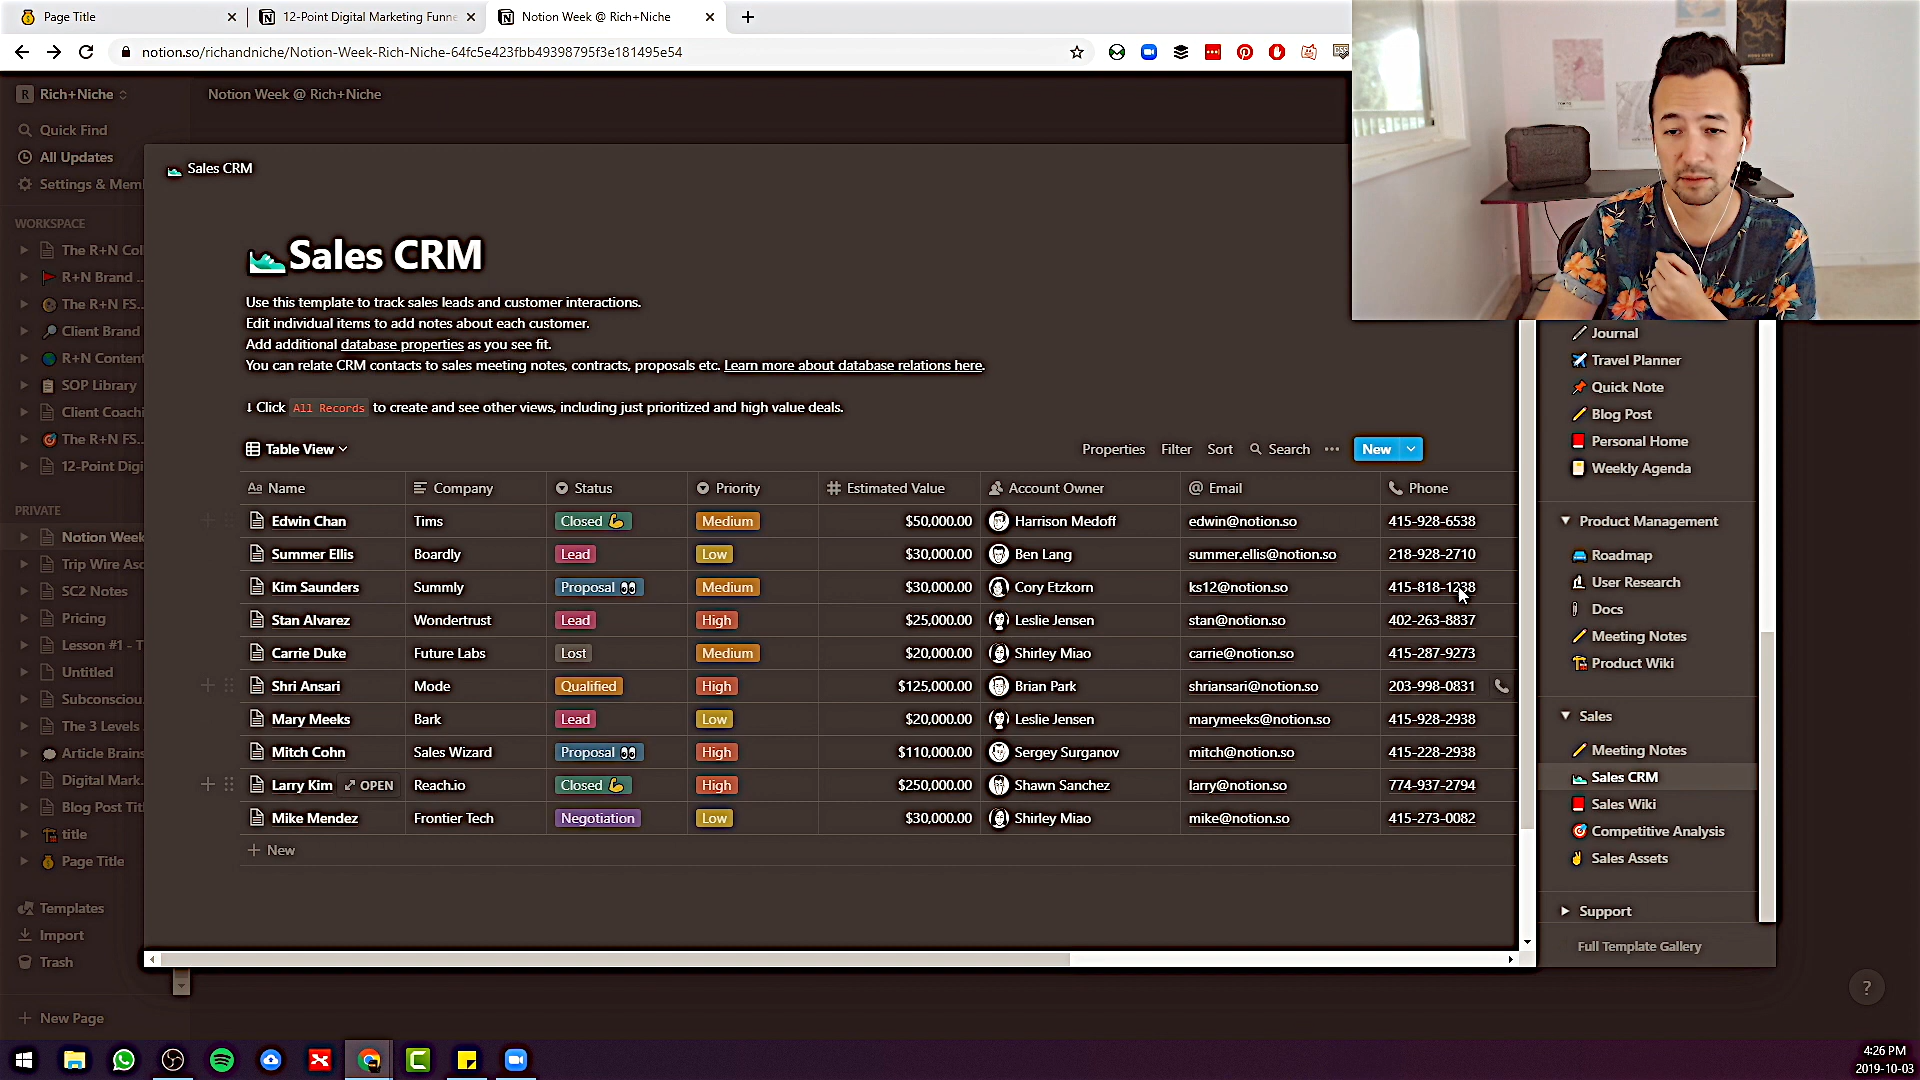 Page Title
12-Point Digital Marketing Funne
Notion Week @ Rich+Niche
notion.so/richandniche/Notion-Week-Rich-Niche-64fc5e423fbb49398795f3e181495e54
R Rich+Niche
Notion Week @ Rich+Niche
Quick Find
All Updates
Settings & Mem
WORKSPACE
The R+N Col
R+N Brand ...
The R+N FS...
Client Brand
R+N Content
SOP Library
Client Coachi
The R+N FS...
12-Point Digi
PRIVATE
Notion Week
Trip Wire Asc
SC2 Notes
Pricing
Lesson #1 - T
Untitled
Subconsciou
The 3 Levels
Article Brains
Digital Mark.
Blog Post Titl
title
Page Title
Templates
Import
Trash
New Page
Sales CRM
Sales CRM
Use this template to track sales leads and customer interactions.
Edit individual items to add notes about each customer.
Add additional database properties as you see fit.
You can relate CRM contacts to sales meeting notes, contracts, proposals etc. Learn more about database relations here.
↓ Click All Records to create and see other views, including just prioritized and high value deals.
Table View Properties Filter Sort Search ··· New
Aa Name Company Status Priority # Estimated Value Account Owner @ Email Phone
Edwin Chan Tims Closed 💪 Medium $50,000.00 Harrison Medoff edwin@notion.so 415-928-6538
Summer Ellis Boardly Lead Low $30,000.00 Ben Lang summer.ellis@notion.so 218-928-2710
Kim Saunders Summly Proposal 👀 Medium $30,000.00 Cory Etzkorn ks12@notion.so 415-818-1238
Stan Alvarez Wondertrust Lead High $25,000.00 Leslie Jensen stan@notion.so 402-263-8837
Carrie Duke Future Labs Lost Medium $20,000.00 Shirley Miao carrie@notion.so 415-287-9273
Shri Ansari Mode Qualified High $125,000.00 Brian Park shriansari@notion.so 203-998-0831
Mary Meeks Bark Lead Low $20,000.00 Leslie Jensen marymeeks@notion.so 415-928-2938
Mitch Cohn Sales Wizard Proposal 👀 High $110,000.00 Sergey Surganov mitch@notion.so 415-228-2938
Larry Kim OPEN Reach.io Closed 💪 High $250,000.00 Shawn Sanchez larry@notion.so 774-937-2794
Mike Mendez Frontier Tech Negotiation Low $30,000.00 Shirley Miao mike@notion.so 415-273-0082
+ New
Journal
Travel Planner
Quick Note
Blog Post
Personal Home
Weekly Agenda
Product Management
Roadmap
User Research
Docs
Meeting Notes
Product Wiki
Sales
Meeting Notes
Sales CRM
Sales Wiki
Competitive Analysis
Sales Assets
Support
Full Template Gallery
?
4:26 PM
2019-10-03